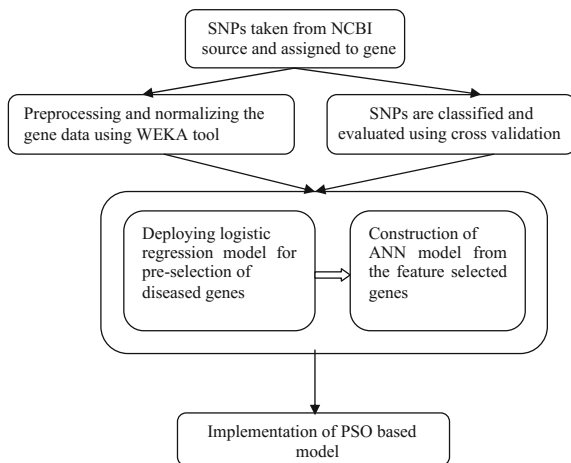 SNPs taken from NCBI
source and assigned to gene
Preprocessing and normalizing the
gene data using WEKA tool
SNPs are classified and
evaluated using cross validation
Deploying logistic
regression model for
pre-selection of
diseased genes
Construction of
ANN model from
the feature selected
genes
Implementation of PSO based
model